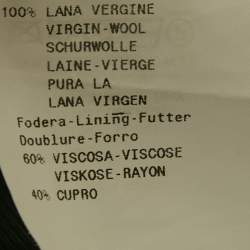 100% LANA VERGINE
VIRGIN-WOOL
SCHURWOLLE
LAINE-VIERGE
PURA LA
LANA VIRGEN
Fodera-Lining-Futter
Doublure-Forro
60% VISCOSA-VISCOSE
VISKOSE-RAYON
40% CUPRO